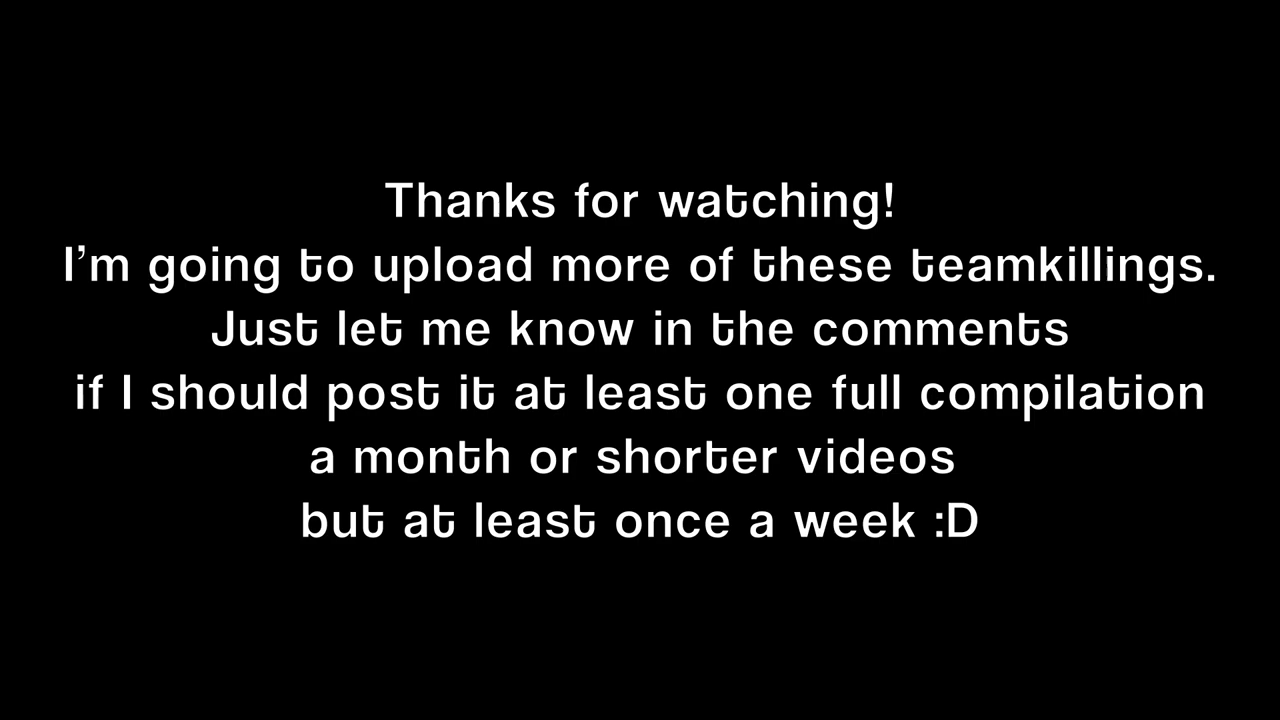 Thanks for watching!
I'm going to upload more of these teamkillings.
Just let me know in the comments
if I should post it at least one full compilation
a month or shorter videos
but at least once a week :D